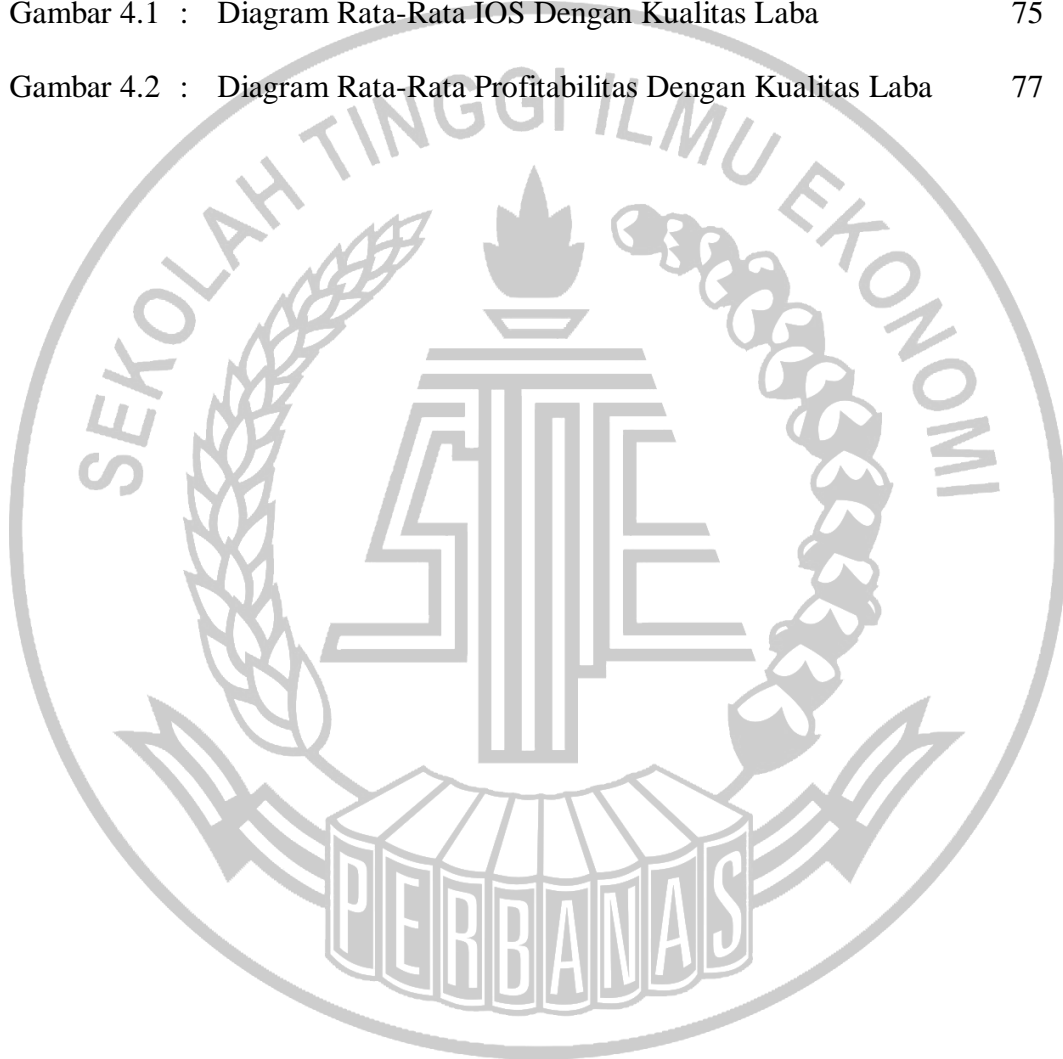 Gambar 4.1 : Diagram Rata-Rata IOS Dengan Kualitas Laba 75
Gambar 4.2 : Diagram Rata-Rata Profitabilitas Dengan Kualitas Laba 77
SEKOLAH TINGGI ILMU EKONOMI
STIE
PERBANAS